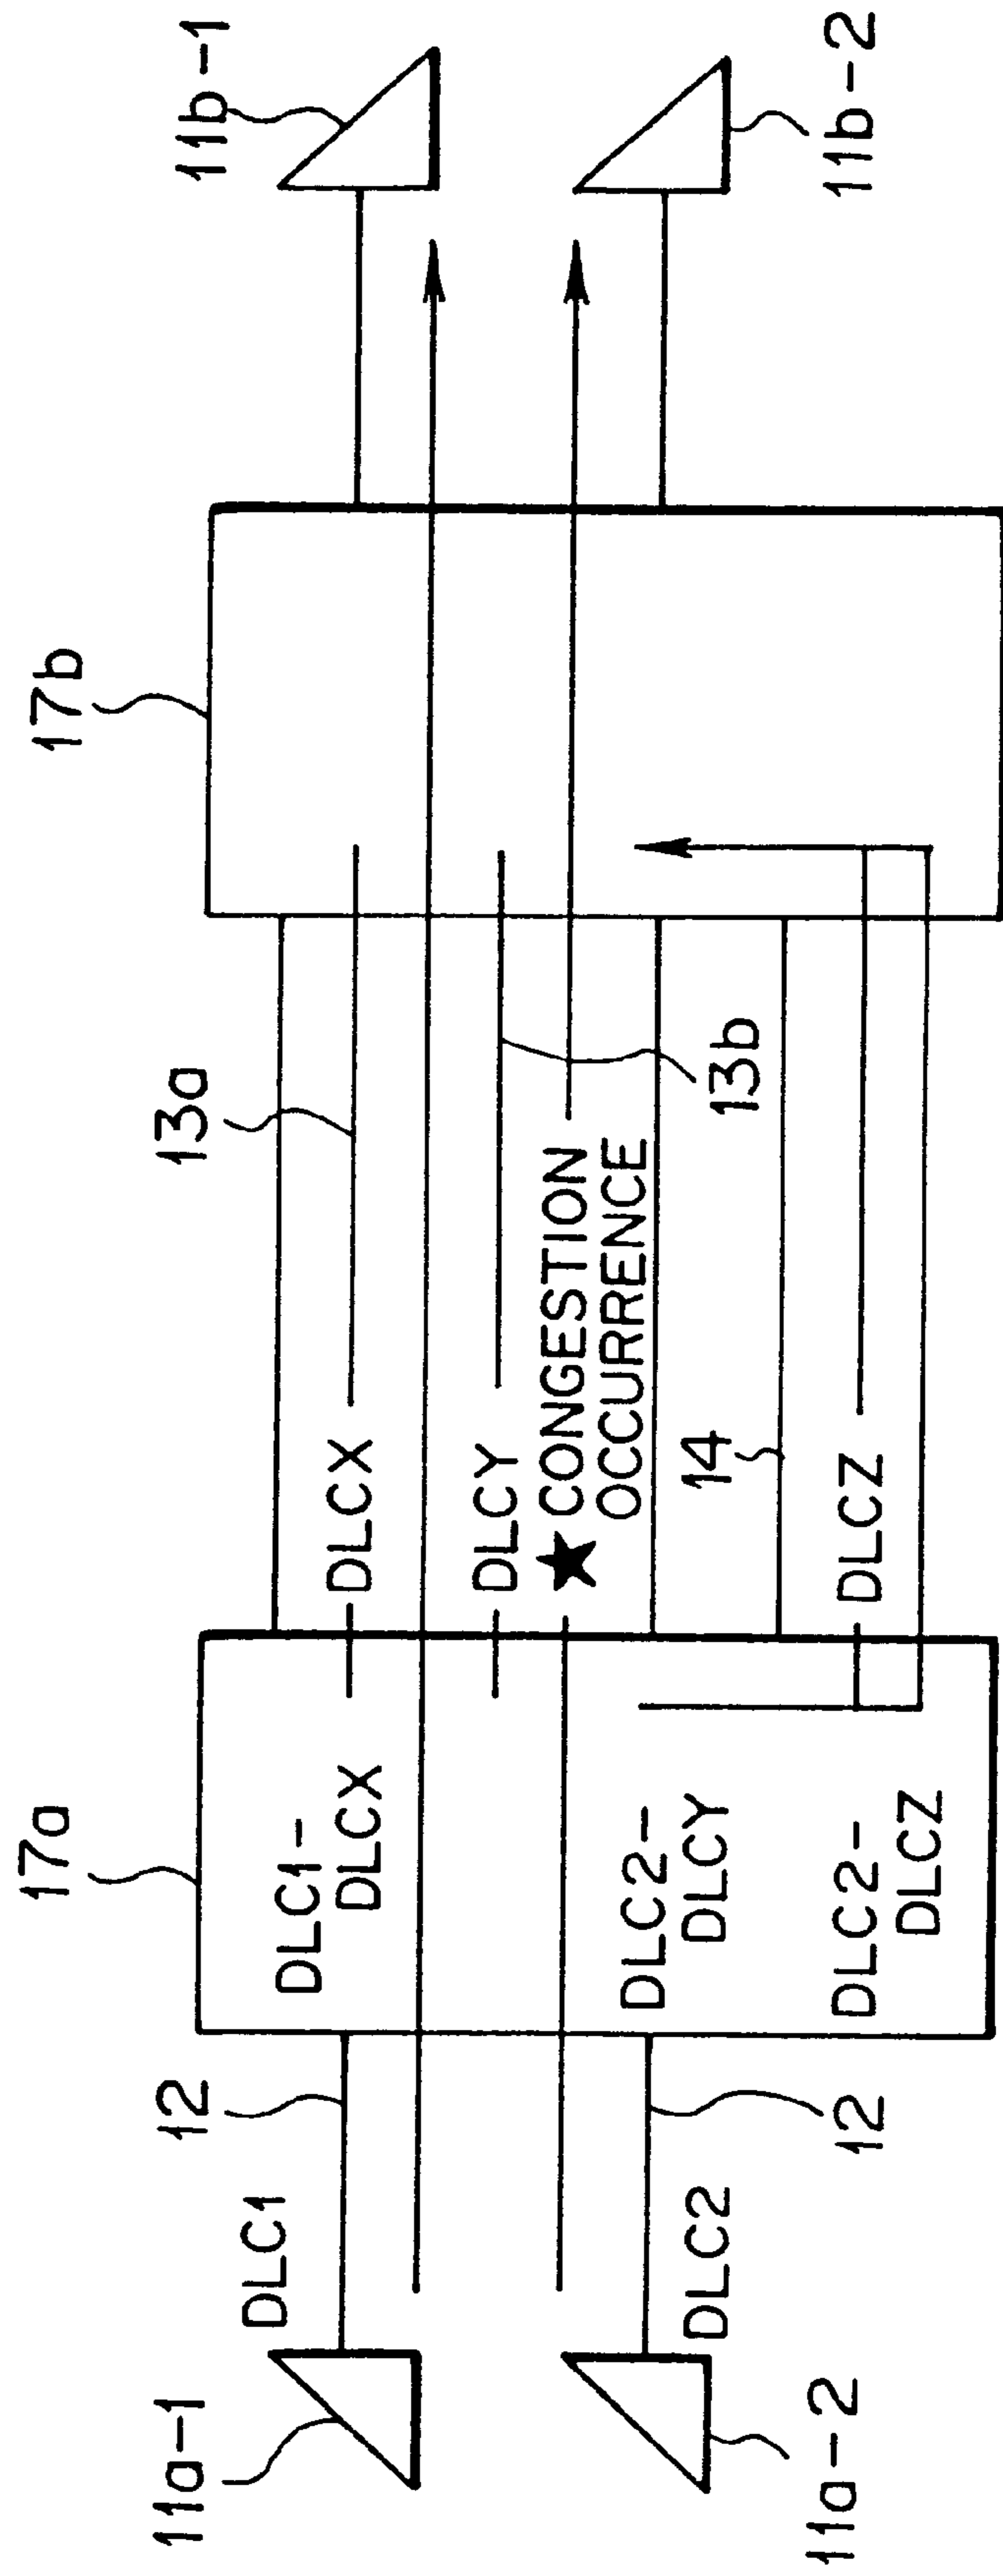 17a
17b
11a-1
DLC1
12
DLC1-
DLCX
DLCX
13a
11b-1
DLCY
★CONGESTION
OCCURRENCE
13b
11a-2
DLC2
12
DLC2-
DLCY
14
11b-2
DLC2-
DLCZ
DLCZ